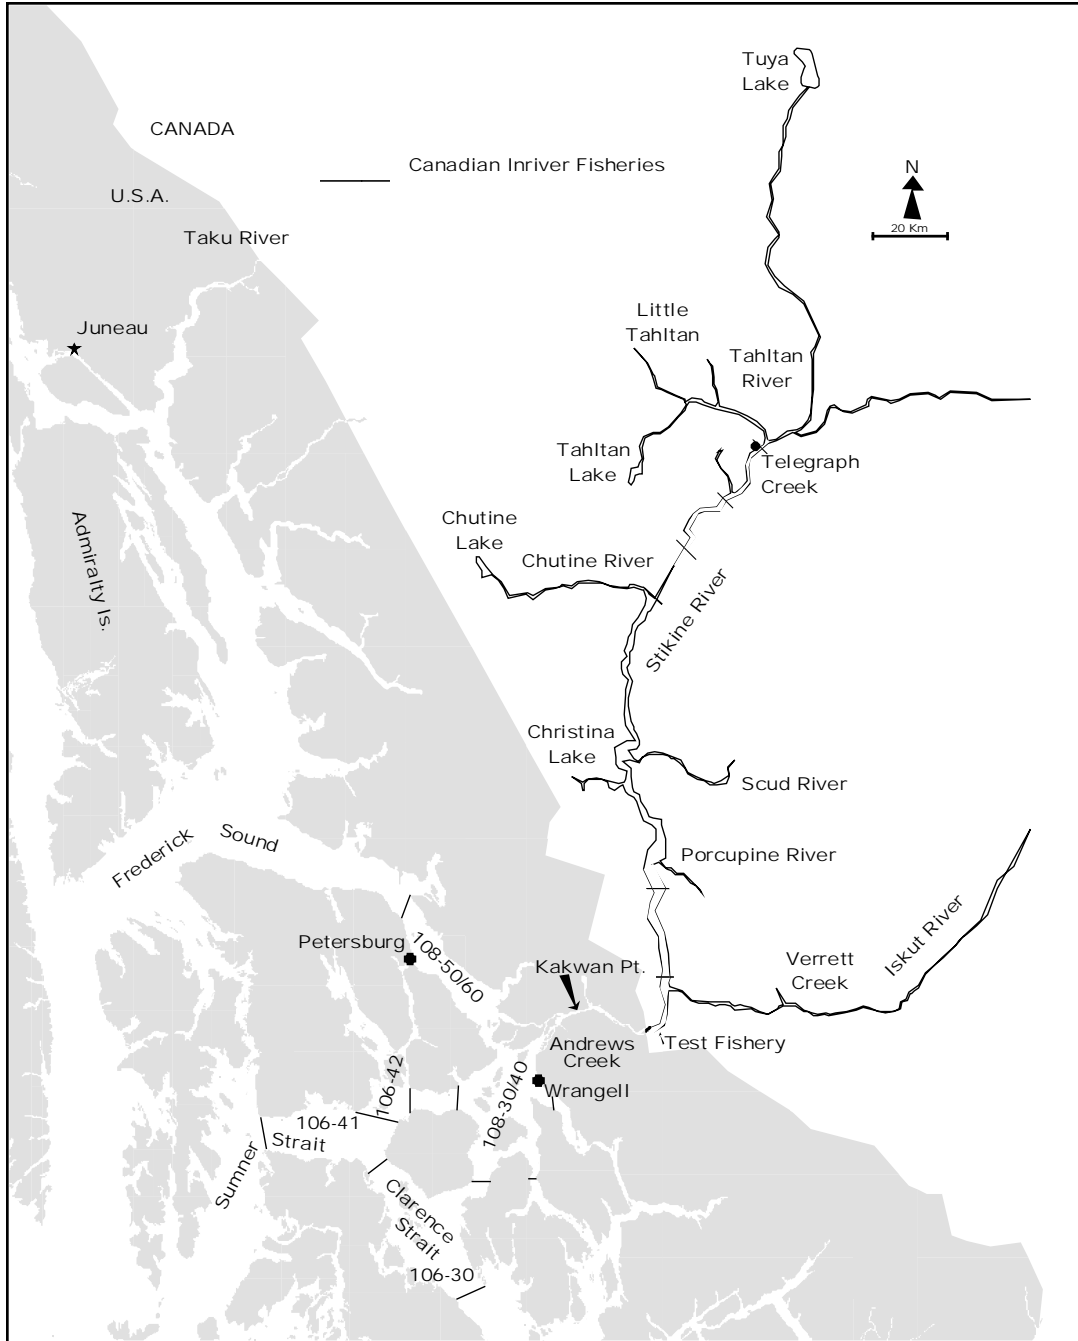 Tuya
Lake
CANADA
Canadian Inriver Fisheries
N
U.S.A.
20 Km
Taku River
Little
Tahltan
Juneau
Tahltan
River
Tahltan
Lake
Telegraph
Creek
Chutine
Lake
Admiralty Is.
Chutine River
Stikine River
Christina
Lake
Scud River
Frederick
Sound
Porcupine River
Iskut River
Petersburg
108-50/60
Kakwan Pt.
Verrett
Creek
Andrews
Creek
Test Fishery
106-42
108-30/40
Wrangell
106-41
Sumner
Strait
Clarence
Strait
106-30